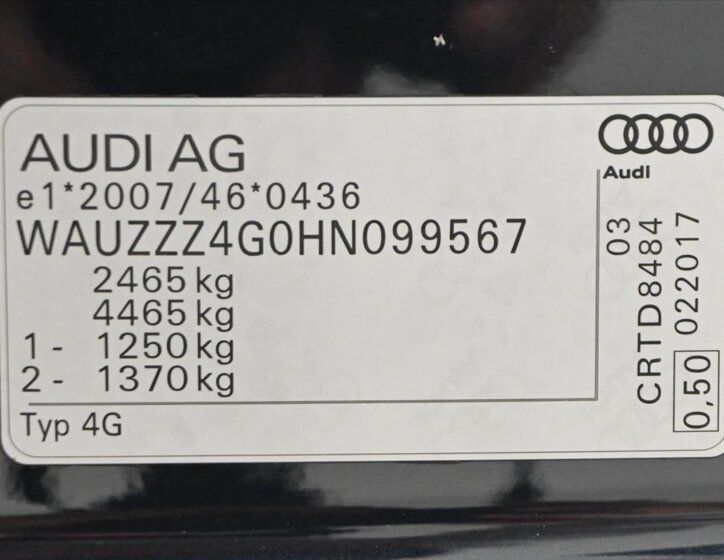 AUDI AG
e1*2007/46*0436
WAUZZZ4G0HN099567
2465 kg
4465 kg
1 - 1250 kg
2 - 1370 kg
Typ 4G
Audi
03
CRTD8484
0,50 022017